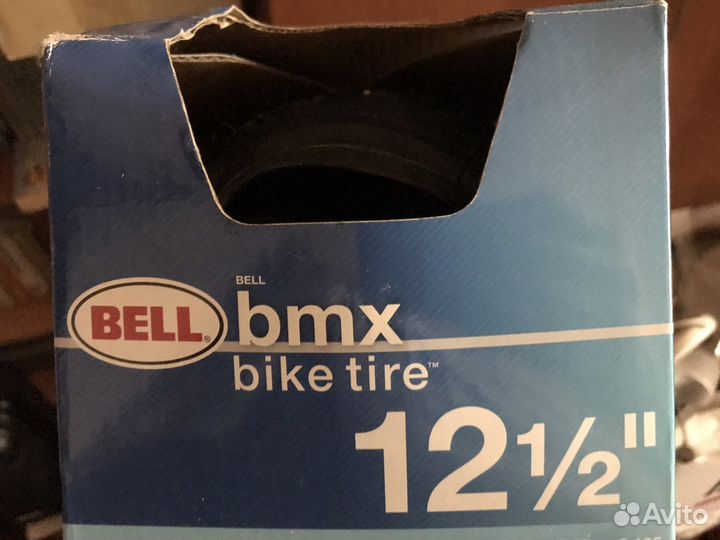 BELL
bmx
BELL®
bike tire™
12½"
Avito